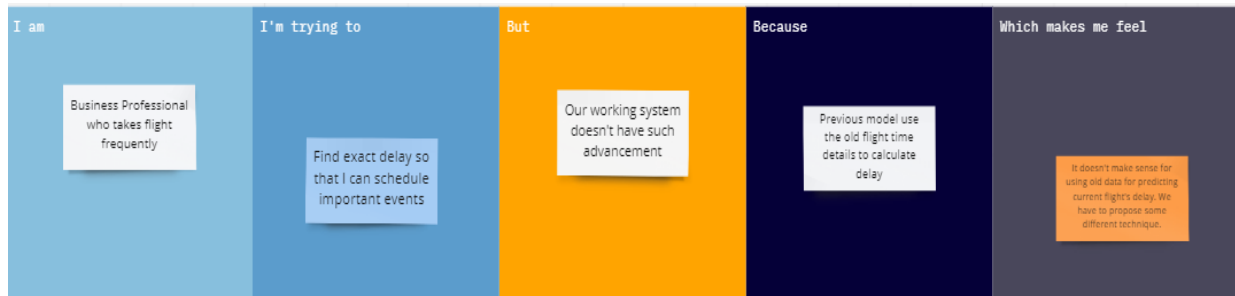 I am
Business Professional
who takes flight
frequently
I'm trying to
Find exact delay so
that I can schedule
important events
But
Our working system
doesn't have such
advancement
Because
Previous model use
the old flight time
details to calculate
delay
Which makes me feel
It doesn't make sense for
using old data for predicting
current flight's delay. We
have to propose some
different technique.